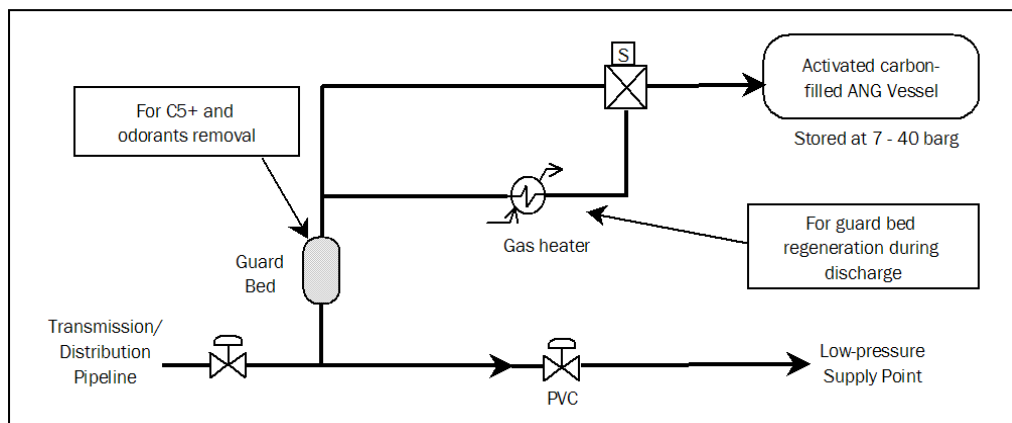 S
Activated carbon-
filled ANG Vessel
Stored at 7 - 40 barg
For C5+ and
odorants removal
Gas heater
For guard bed
regeneration during
discharge
Guard
Bed
Transmission/
Distribution
Pipeline
PVC
Low-pressure
Supply Point